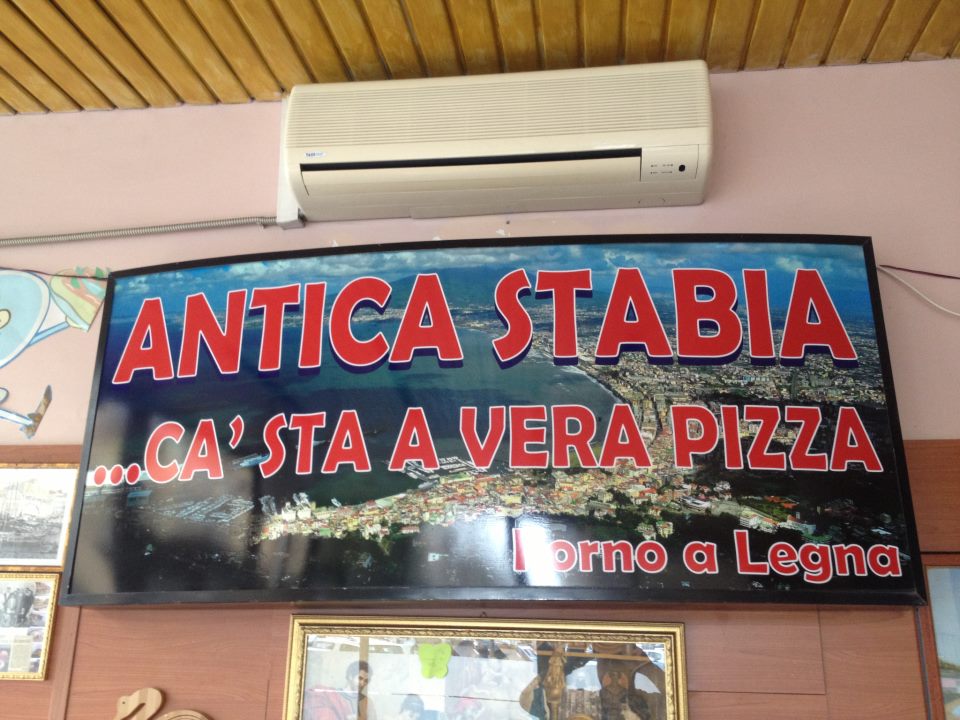 ANTICA STABIA
...CA' STA A VERA PIZZA
Forno a Legna